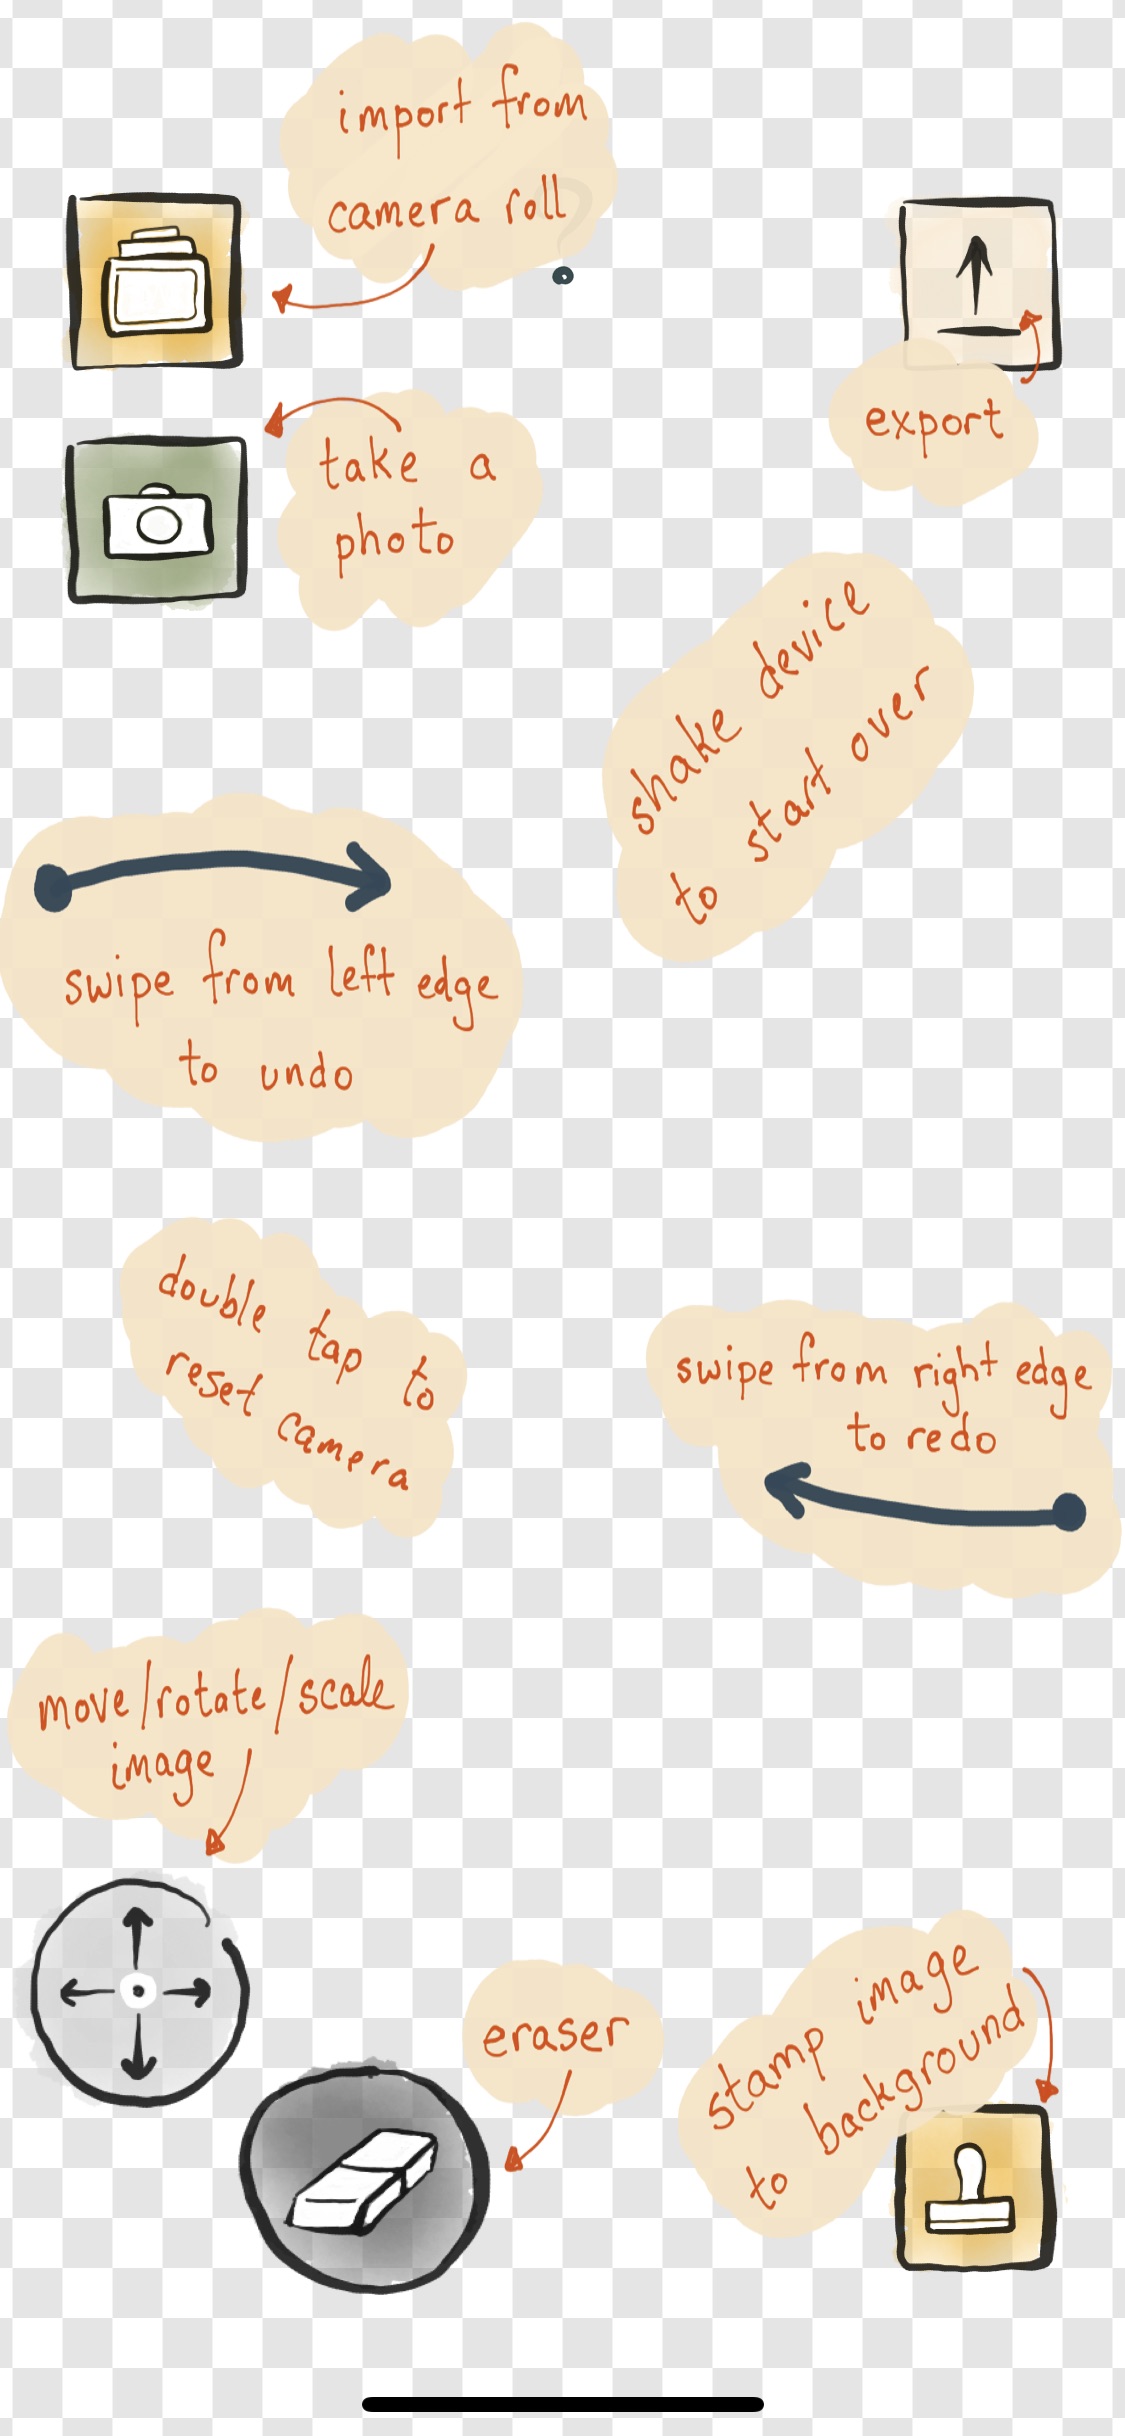 import from
camera roll
?
export
take a
photo
shake device
to start over
swipe from left edge
to undo
double tap to
reset camera
swipe from right edge
to redo
move/rotate/scale
image
eraser
stamp image
to background